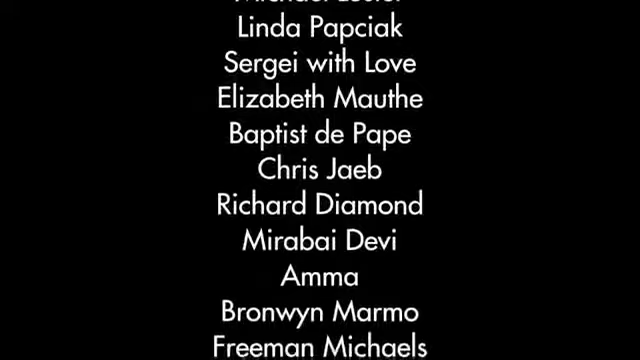 Linda Papciak
Sergei with Love
Elizabeth Mauthe
Baptist de Pape
Chris Jaeb
Richard Diamond
Mirabai Devi
Amma
Bronwyn Marmo
Freeman Michaels